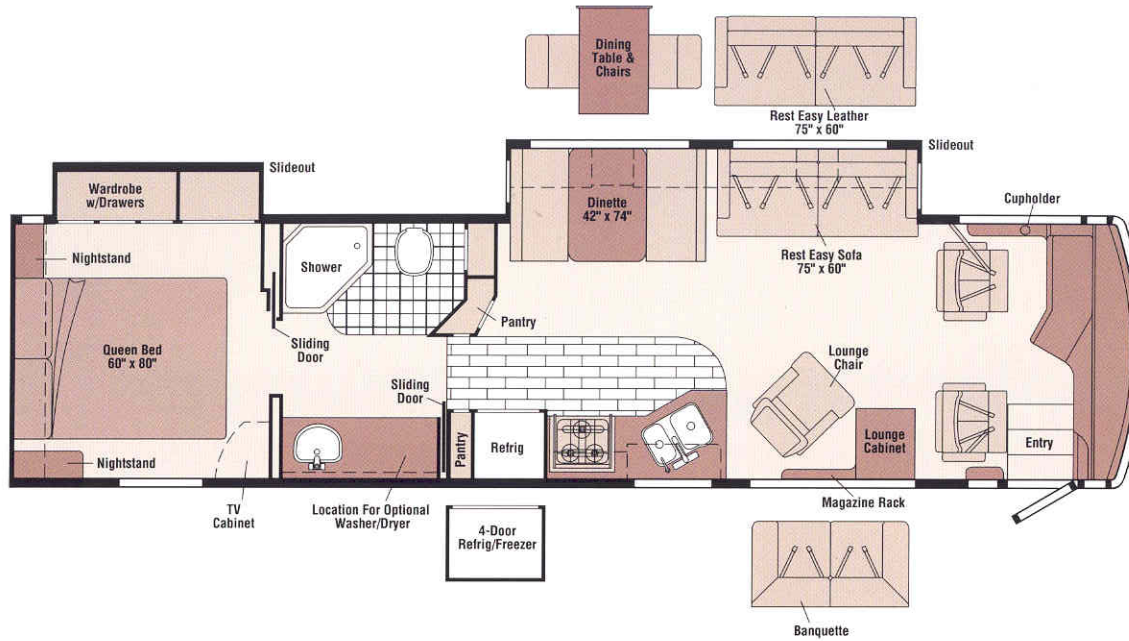 Dining
Table &
Chairs
Rest Easy Leather
75" x 60"
Slideout
Slideout
Wardrobe
w/Drawers
Dinette
42" x 74"
Cupholder
Nightstand
Shower
Rest Easy Sofa
75" x 60"
Pantry
Queen Bed
60" x 80"
Sliding
Door
Lounge
Chair
Sliding
Door
Nightstand
Pantry
Refrig
Lounge
Cabinet
Entry
TV
Cabinet
Location For Optional
Washer/Dryer
Magazine Rack
4-Door
Refrig/Freezer
Banquette